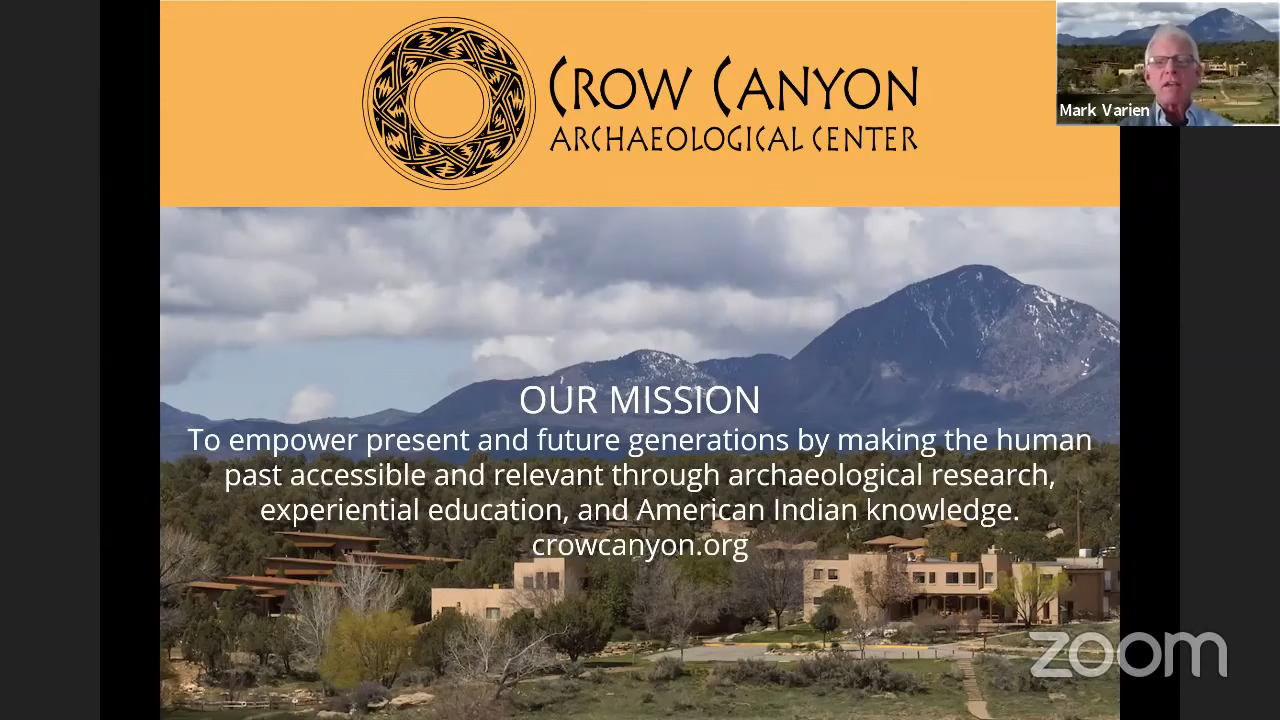 CROW CANYON
ARCHAEOLOGICAL CENTER
Mark Varien
OUR MISSION
To empower present and future generations by making the human
past accessible and relevant through archaeological research,
experiential education, and American Indian knowledge.
crowcanyon.org
zoom